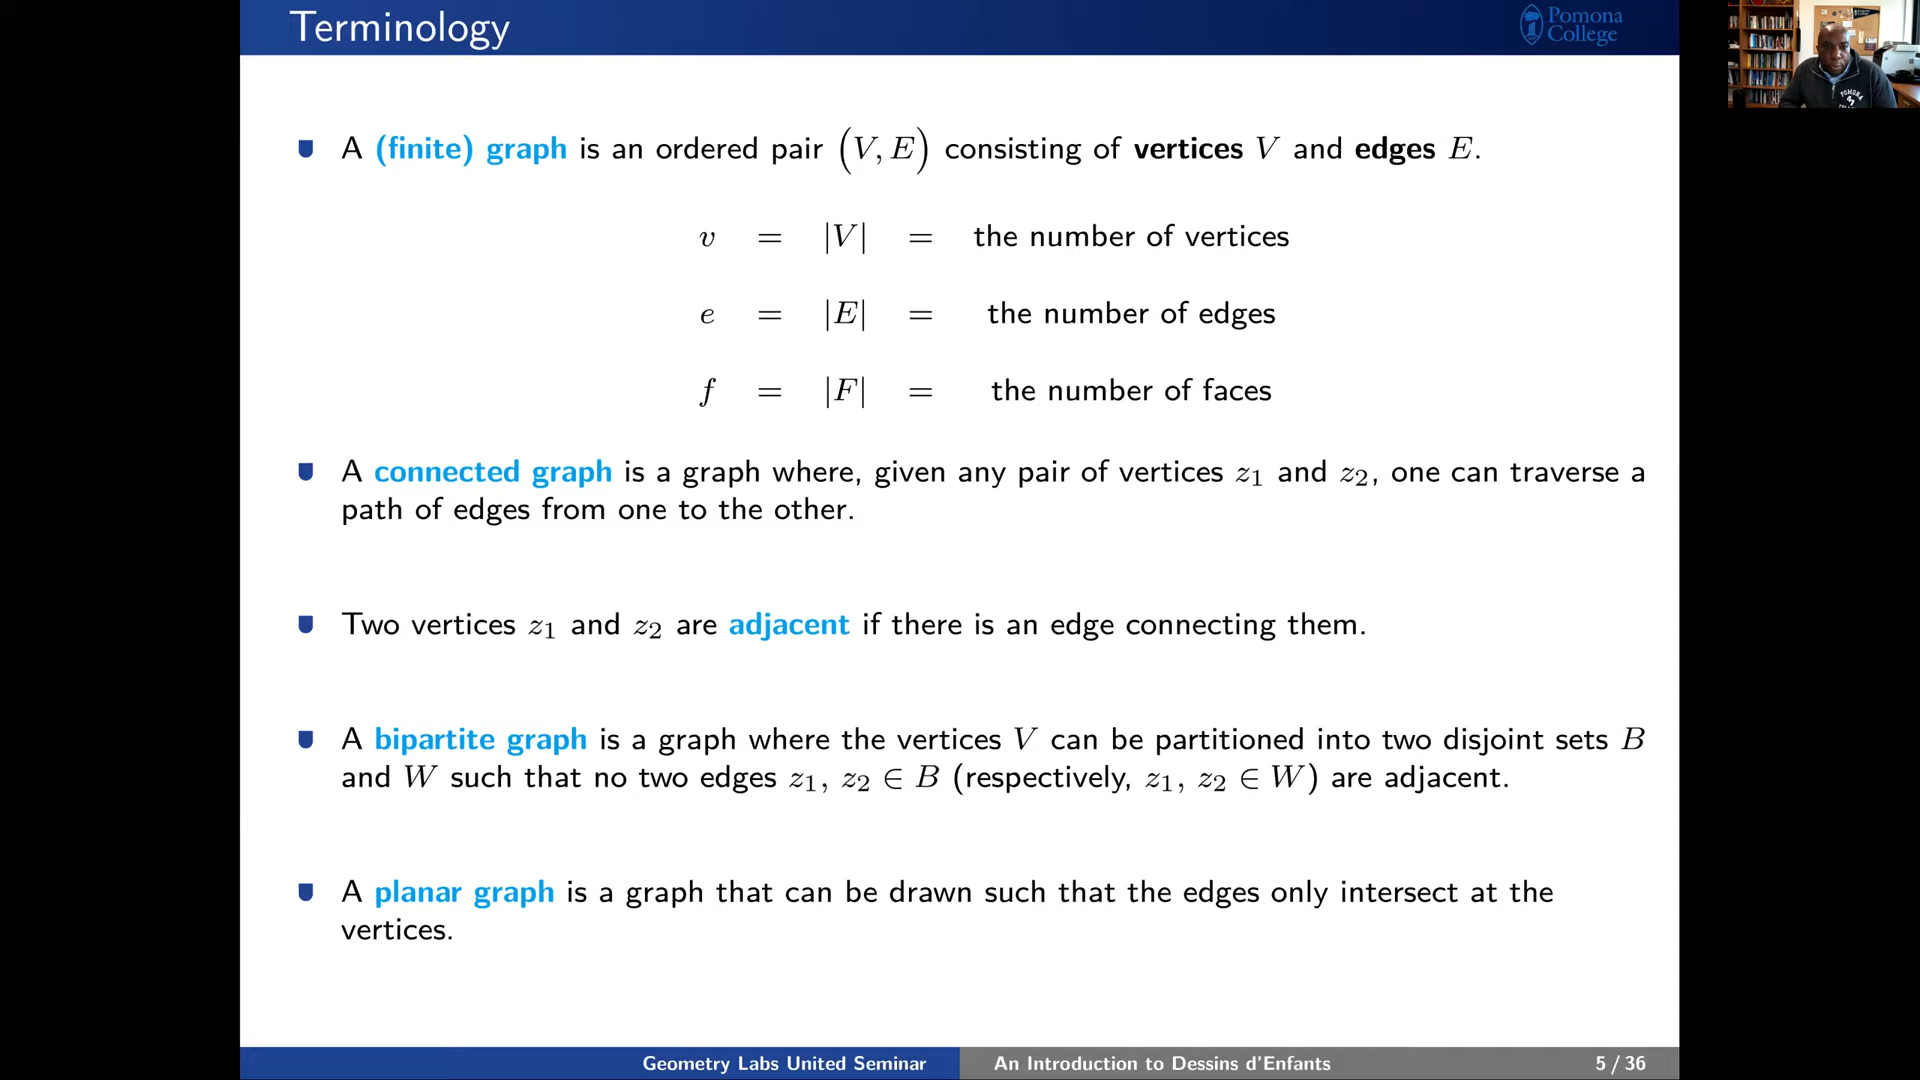 Terminology
Pomona
College
A (finite) graph is an ordered pair (V, E) consisting of vertices V and edges E.
v = |V| = the number of vertices
e = |E| = the number of edges
f = |F| = the number of faces
A connected graph is a graph where, given any pair of vertices z₁ and z₂, one can traverse a
path of edges from one to the other.
Two vertices z₁ and z₂ are adjacent if there is an edge connecting them.
A bipartite graph is a graph where the vertices V can be partitioned into two disjoint sets B
and W such that no two edges z₁, z₂ ∈ B (respectively, z₁, z₂ ∈ W) are adjacent.
A planar graph is a graph that can be drawn such that the edges only intersect at the
vertices.
Geometry Labs United Seminar
An Introduction to Dessins d'Enfants
5 / 36
POMONA